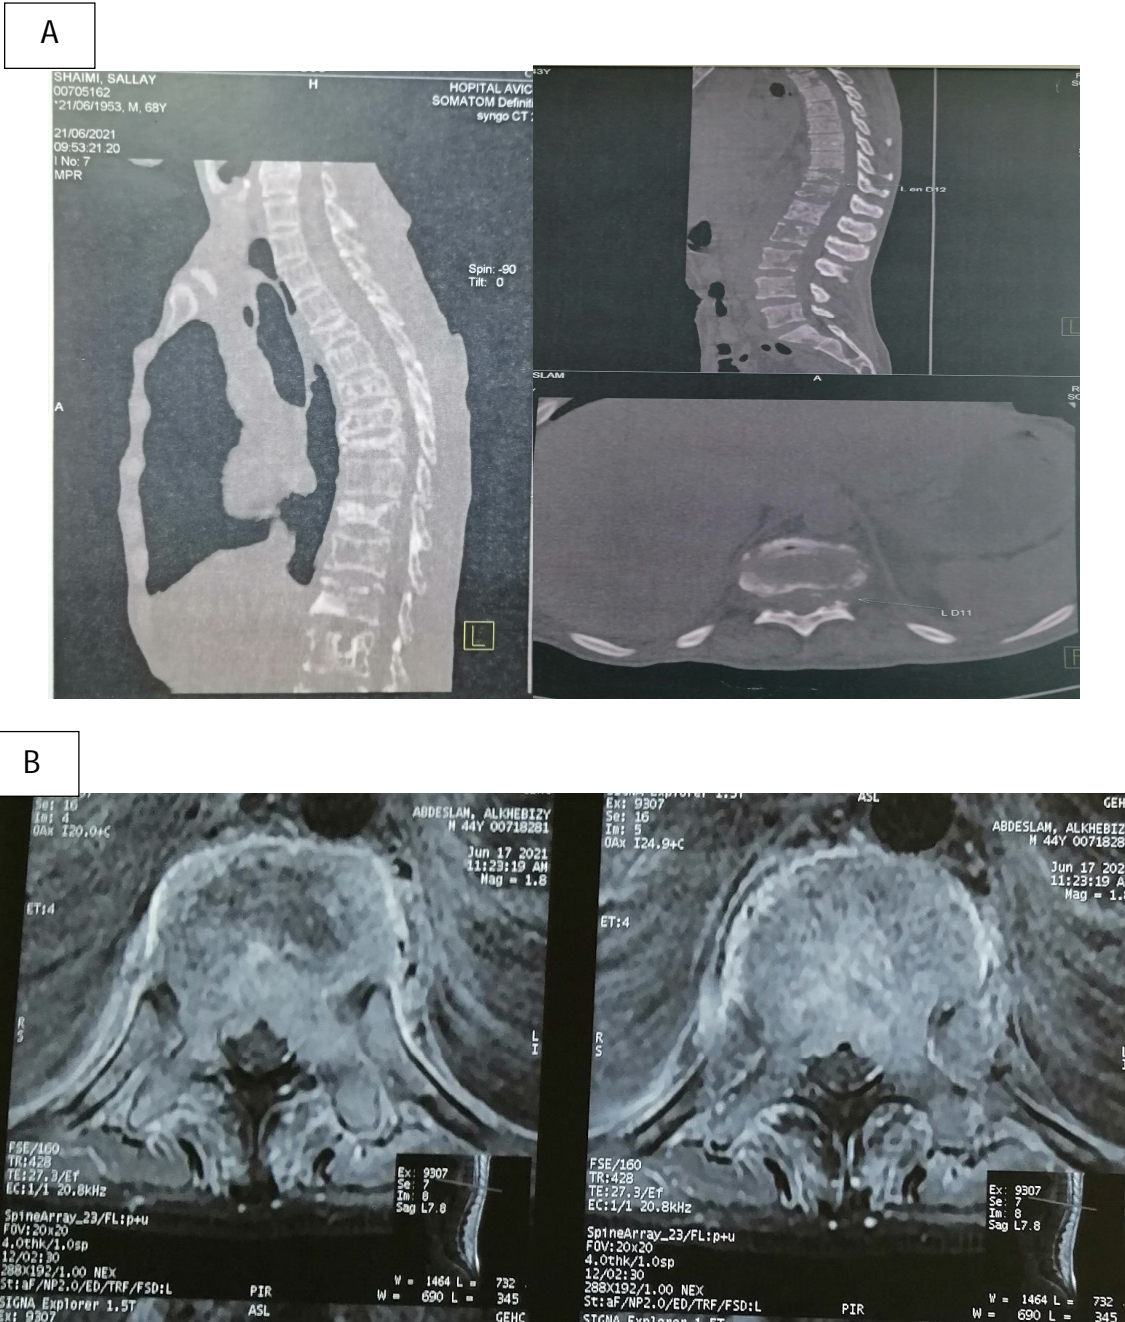 A
SHAIMI, SALLAY
00705162
*21/06/1953, M, 68Y
21/06/2021
09:53:21.20
I No: 7
MPR
H
HOPITAL AVIC
SOMATOM Definiti
syngo CT
Spin: -90
Tilt: 0
A
L
43Y
L en D12
L
SLAM
A
R
SC
L D11
B
Se: 16
Im: 4
OAx I20.0+C
ET:4
ABDESLAM, ALKHEBIZY
M 44Y 00718281
Jun 17 2021
11:23:19 AM
Mag = 1.8
R
S
L
I
FSE/160
TR:428
TE:27.3/Ef
EC:1/1 20.8kHz
SpineArray_23/FL:p+u
FOV:20x20
4.0thk/1.0sp
12/02:30
288X192/1.00 NEX
St:aF/NP2.0/ED/TRF/FSD:L
PIR
Ex: 9307
Se: 7
Im: 8
Sag L7.8
W = 1464 L = 732
W = 690 L = 345
SIGNA Explorer 1.5T
Ex: 9307
ASL
GEHC
Ex: 9307
Se: 16
Im: 5
OAx I24.9+C
ASL
GEH
ET:4
ABDESLAM, ALKHEBIZ
M 44Y 0071828
Jun 17 202
11:23:19 A
Mag = 1.
R
S
FSE/160
TR:428
TE:27.3/Ef
EC:1/1 20.8kHz
SpineArray_23/FL:p+u
FOV:20x20
4.0thk/1.0sp
12/02:30
288X192/1.00 NEX
St:aF/NP2.0/ED/TRF/FSD:L
PIR
Ex: 9307
Se: 7
Im: 8
Sag L7.8
W = 1464 L = 732
W = 690 L = 345